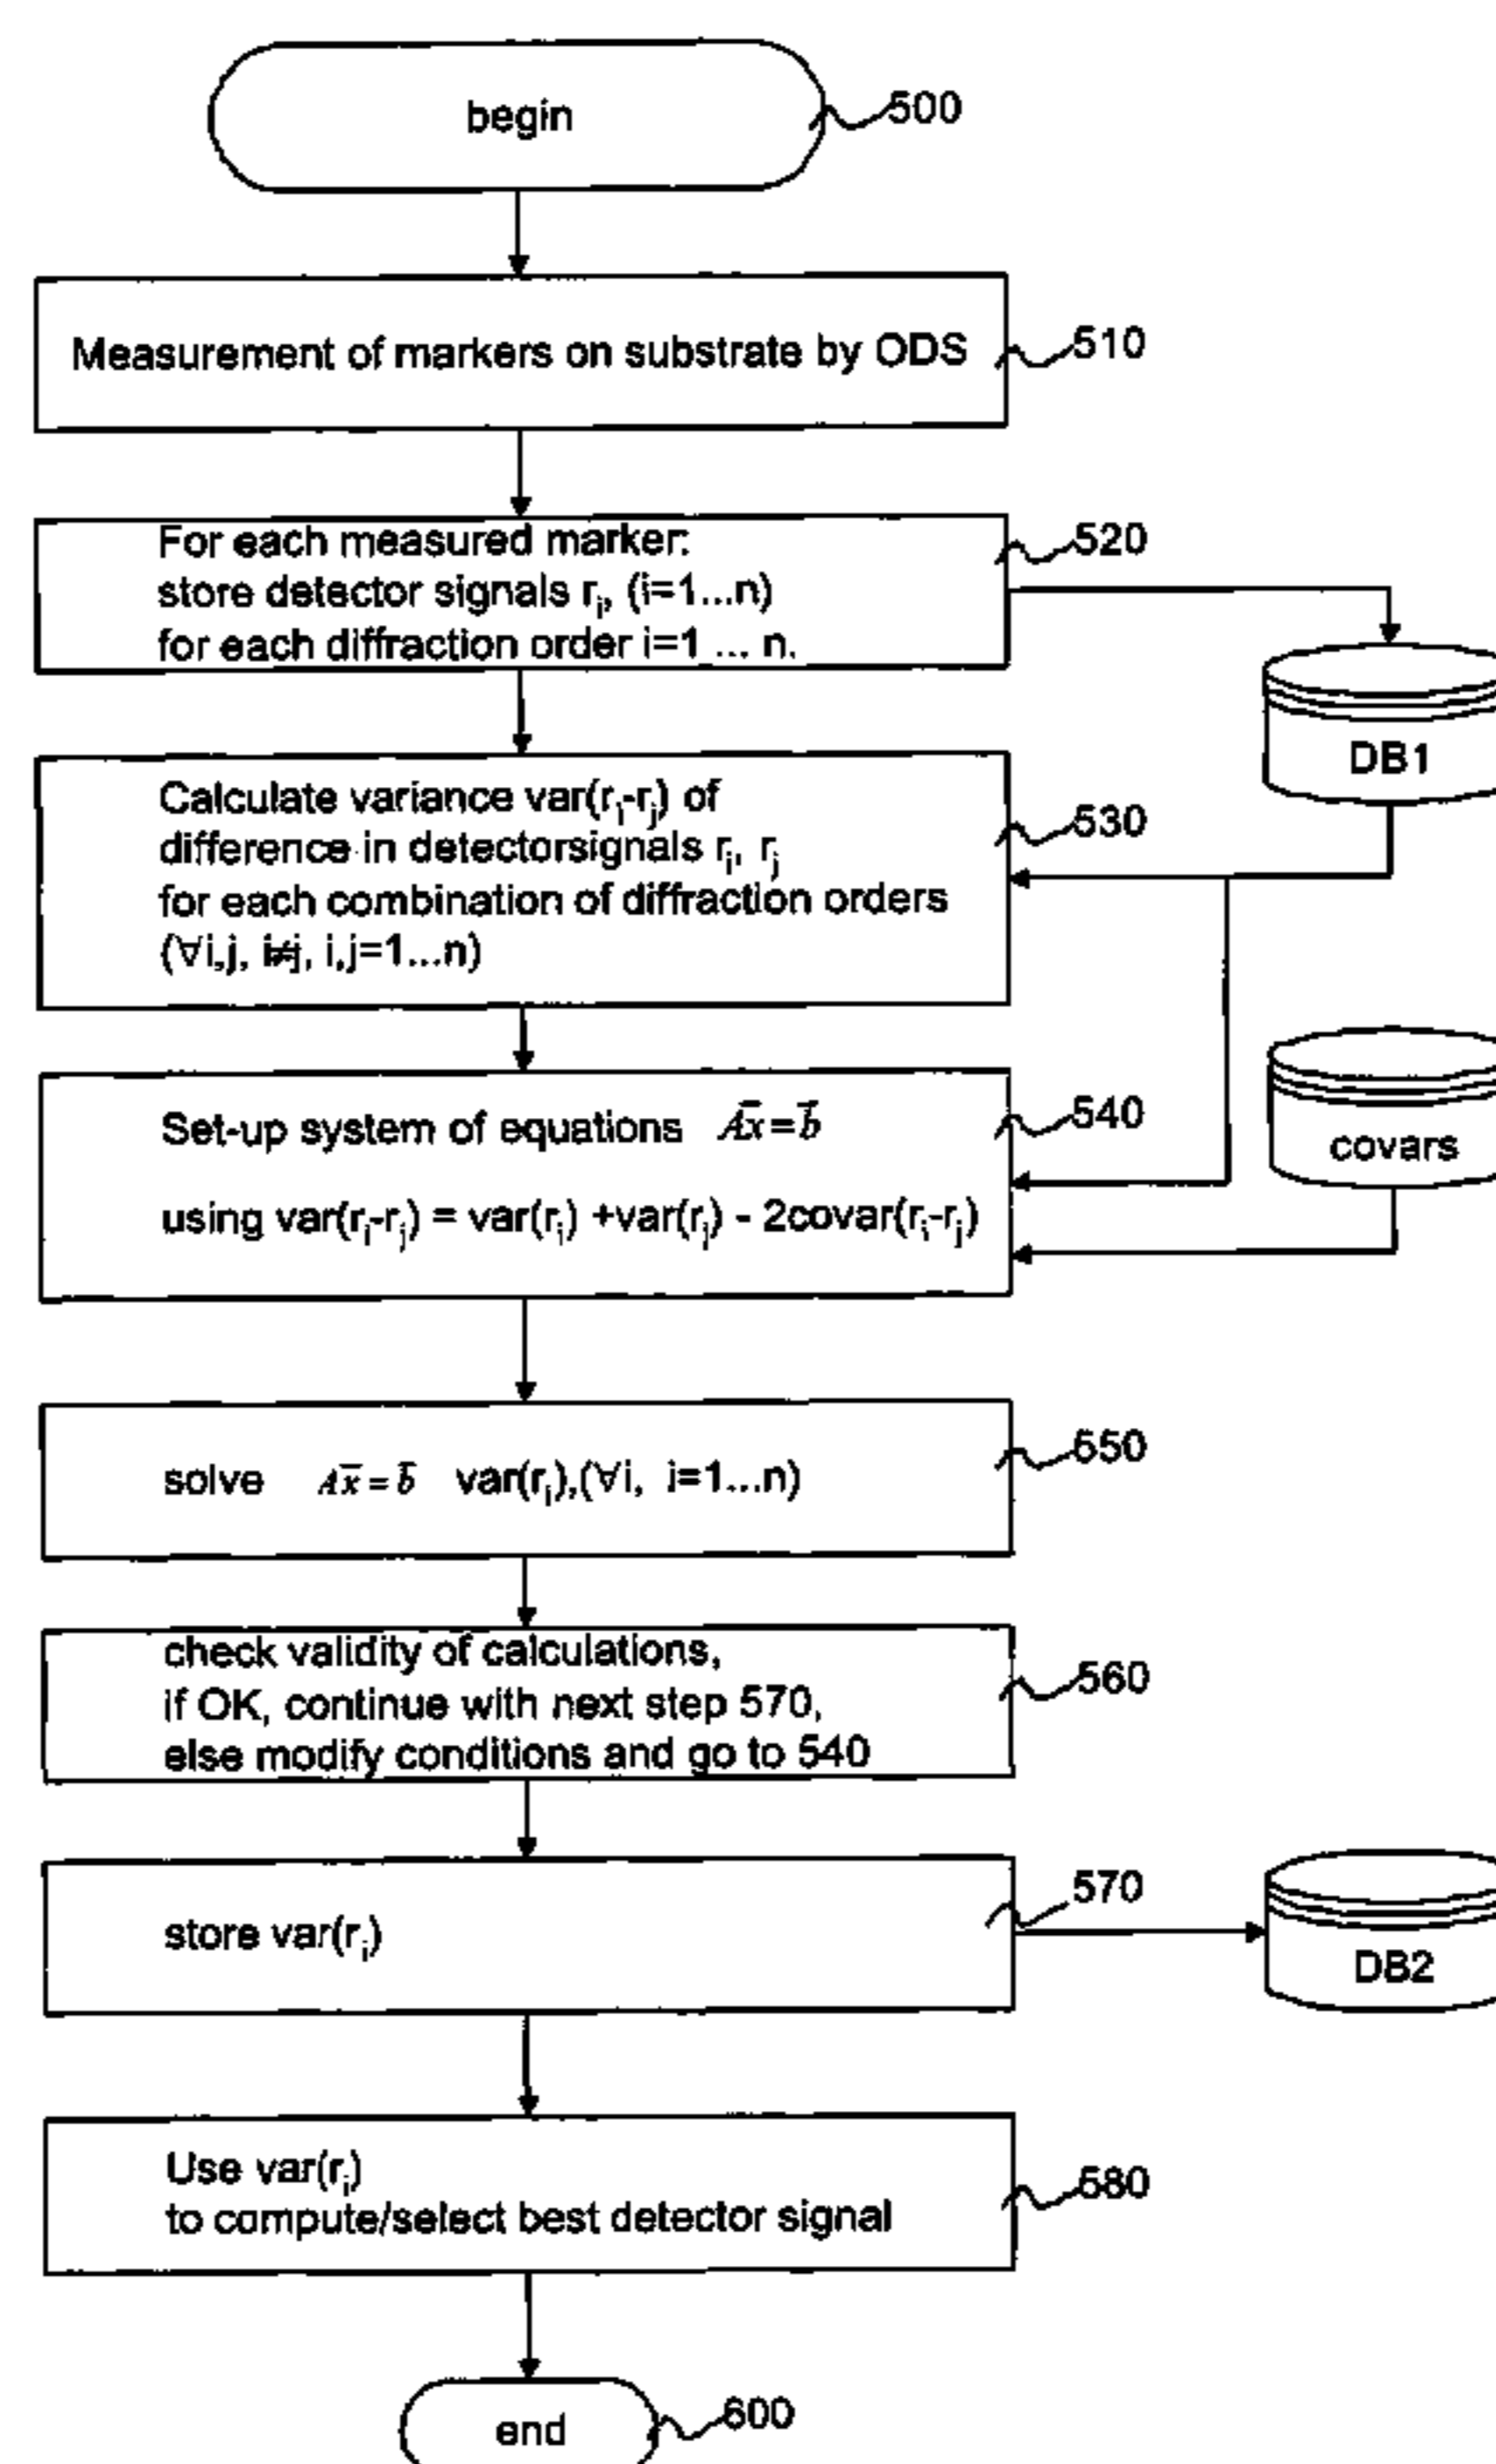 begin
500
Measurement of markers on substrate by ODS
510
For each measured marker:
store detector signals rᵢ, (i=1...n)
for each diffraction order i=1 ... n.
520
DB1
Calculate variance var(rᵢ-rⱼ) of
difference in detectorsignals rᵢ, rⱼ
for each combination of diffraction orders
(∀i,j, i≠j, i,j=1...n)
530
Set-up system of equations Ax̄=b̄
using var(rᵢ-rⱼ) = var(rᵢ) +var(rⱼ) - 2covar(rᵢ-rⱼ)
540
covars
solve Ax̄=b̄ var(rᵢ),(∀i, i=1...n)
550
check validity of calculations,
if OK, continue with next step 570,
else modify conditions and go to 540
560
store var(rᵢ)
570
DB2
Use var(rᵢ)
to compute/select best detector signal
580
end
600